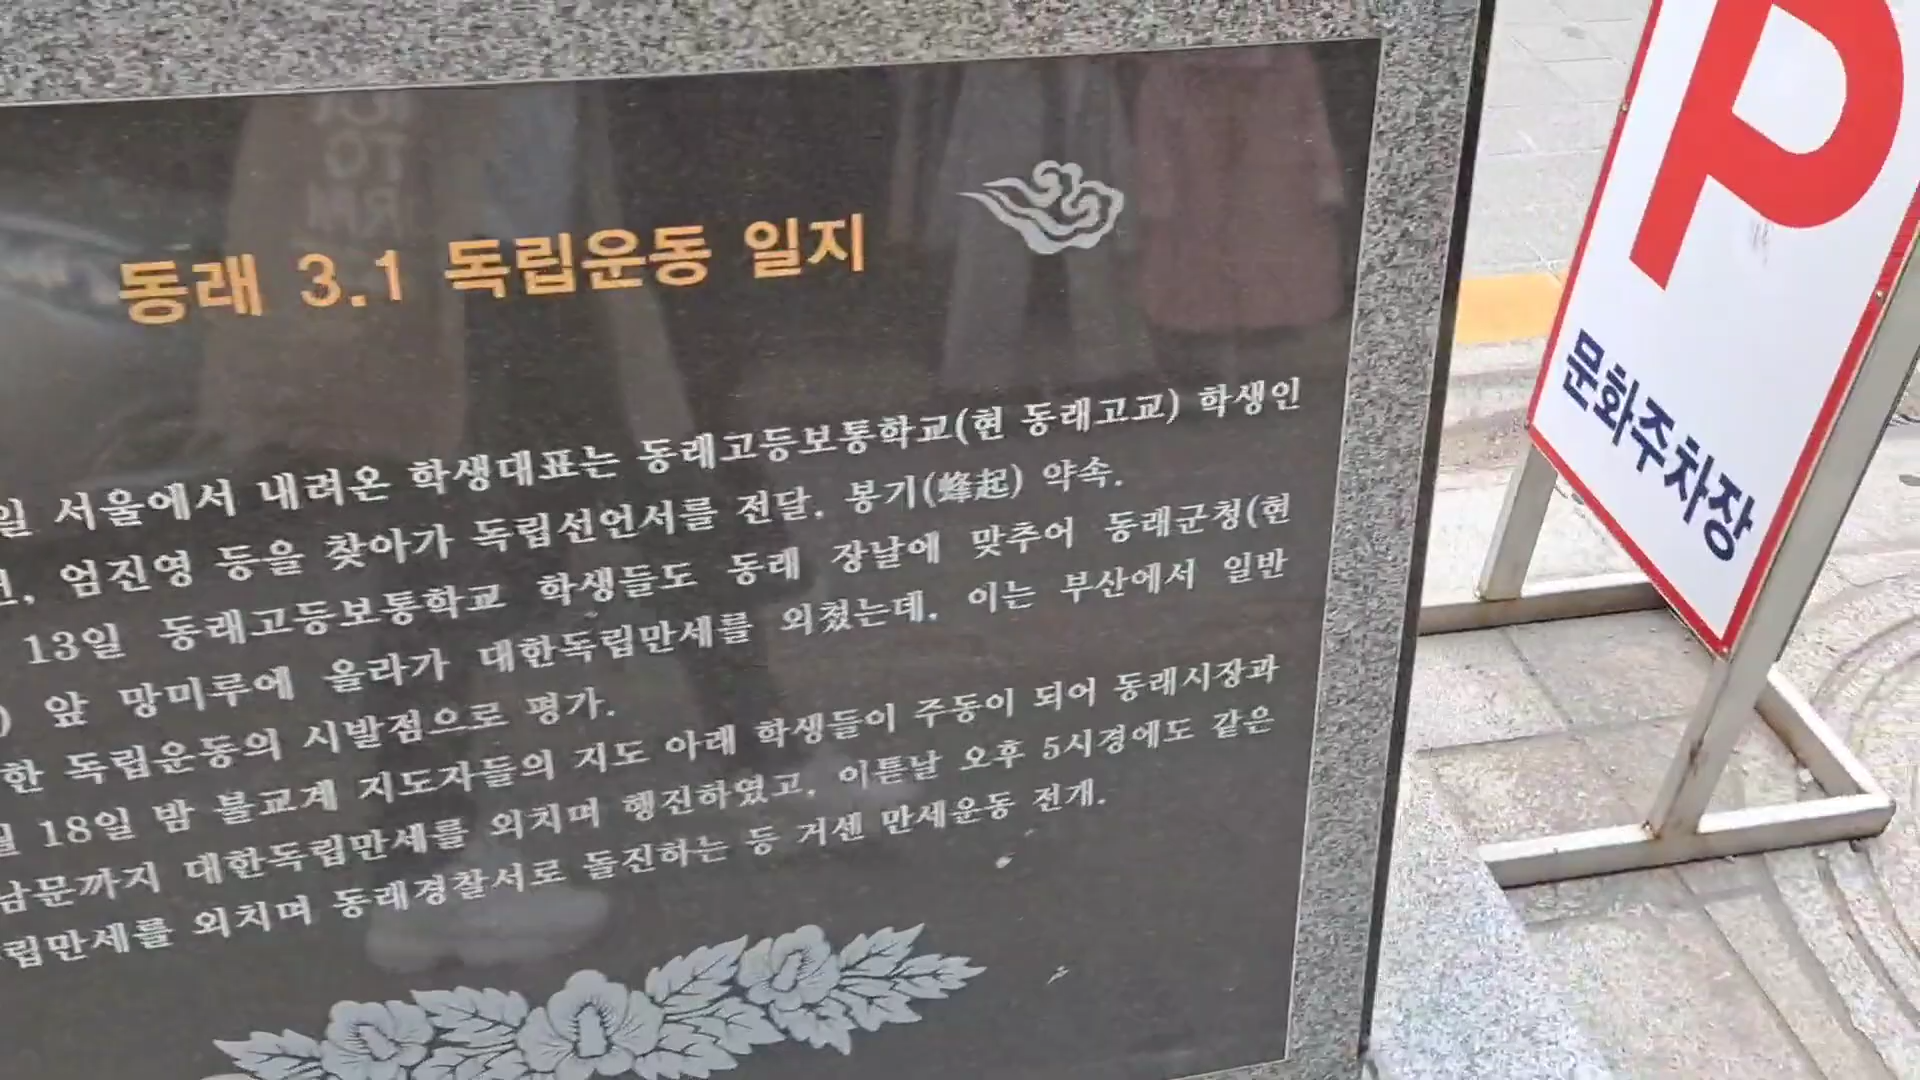 동래 3.1 독립운동 일지
일 서울에서 내려온 학생대표는 동래고등보통학교(현 동래고교) 학생인
엄진영 등을 찾아가 독립선언서를 전달. 봉기(蜂起) 약속.
13일 동래고등보통학교 학생들도 동래 장날에 맞추어 동래군청(현
) 앞 망미루에 올라가 대한독립만세를 외쳤는데. 이는 부산에서 일반
한 독립운동의 시발점으로 평가.
월 18일 밤 불교계 지도자들의 지도 아래 학생들이 주동이 되어 동래시장과
남문까지 대한독립만세를 외치며 행진하였고. 이튿날 오후 5시경에도 같은
립만세를 외치며 동래경찰서로 돌진하는 등 거센 만세운동 전개.
P
문화주차장